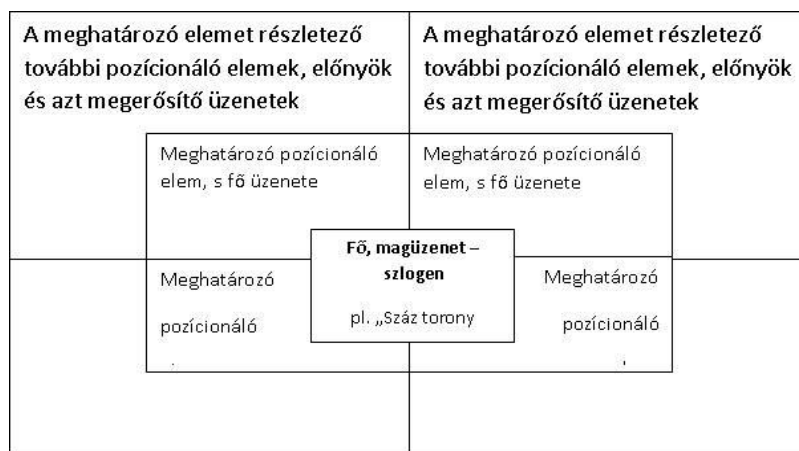 A meghatározó elemet részletező
további pozícionáló elemek, előnyök
és azt megerősítő üzenetek
A meghatározó elemet részletező
további pozícionáló elemek, előnyök
és azt megerősítő üzenetek
Meghatározó pozícionáló
elem, s fő üzenete
Meghatározó pozícionáló
elem, s fő üzenete
Fő, magüzenet –
szlogen
pl. „Száz torony
Meghatározó
pozícionáló
Meghatározó
pozícionáló